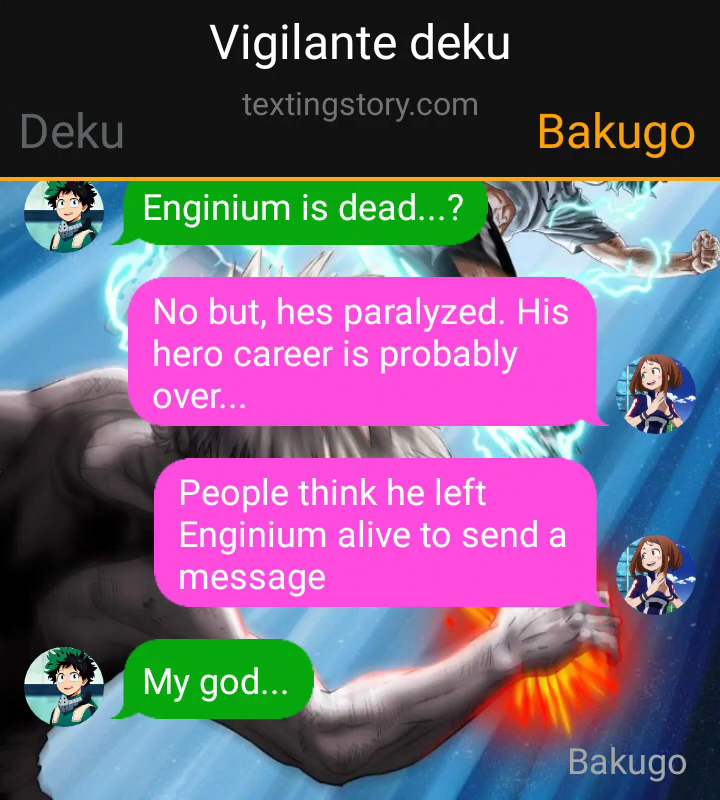 Vigilante deku
textingstory.com
Deku
Bakugo
Enginium is dead...?
No but, hes paralyzed. His
hero career is probably
over...
People think he left
Enginium alive to send a
message
My god...
Bakugo